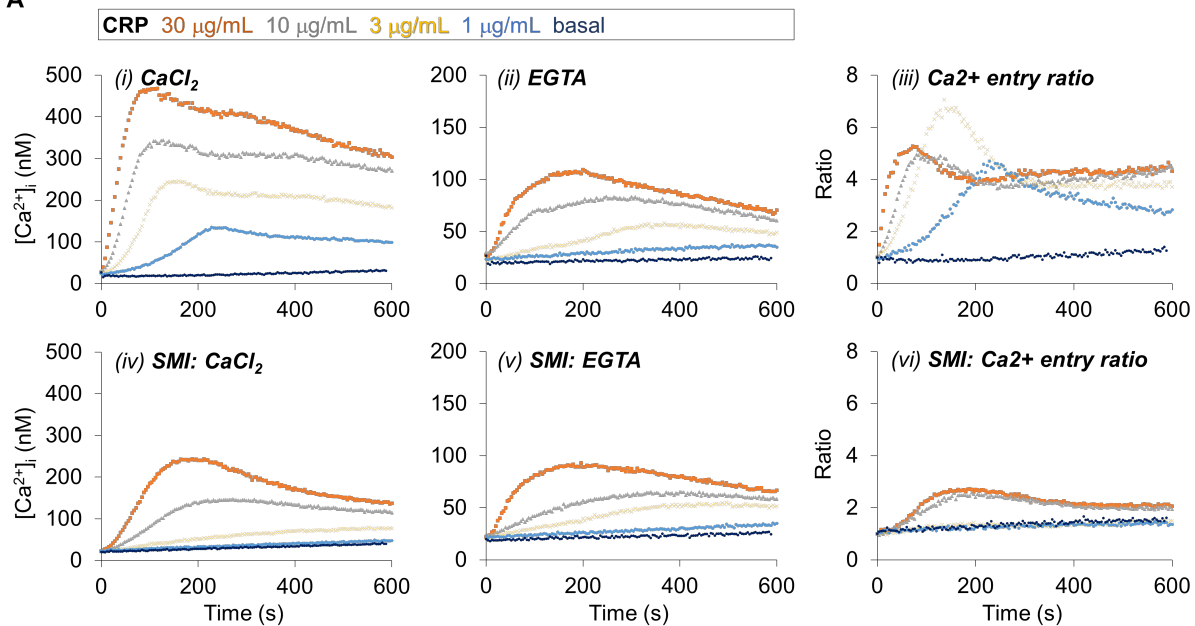 A
CRP 30 µg/mL 10 µg/mL 3 µg/mL 1 µg/mL basal
(i) CaCl₂
500
400
300
200
100
0
[Ca²⁺]ᵢ (nM)
0 200 400 600
(ii) EGTA
200
150
100
50
0
0 200 400 600
(iii) Ca2+ entry ratio
8
6
4
2
0
Ratio
0 200 400 600
(iv) SMI: CaCl₂
500
400
300
200
100
0
[Ca²⁺]ᵢ (nM)
0 200 400 600
Time (s)
(v) SMI: EGTA
200
150
100
50
0
0 200 400 600
Time (s)
(vi) SMI: Ca2+ entry ratio
8
6
4
2
0
Ratio
0 200 400 600
Time (s)